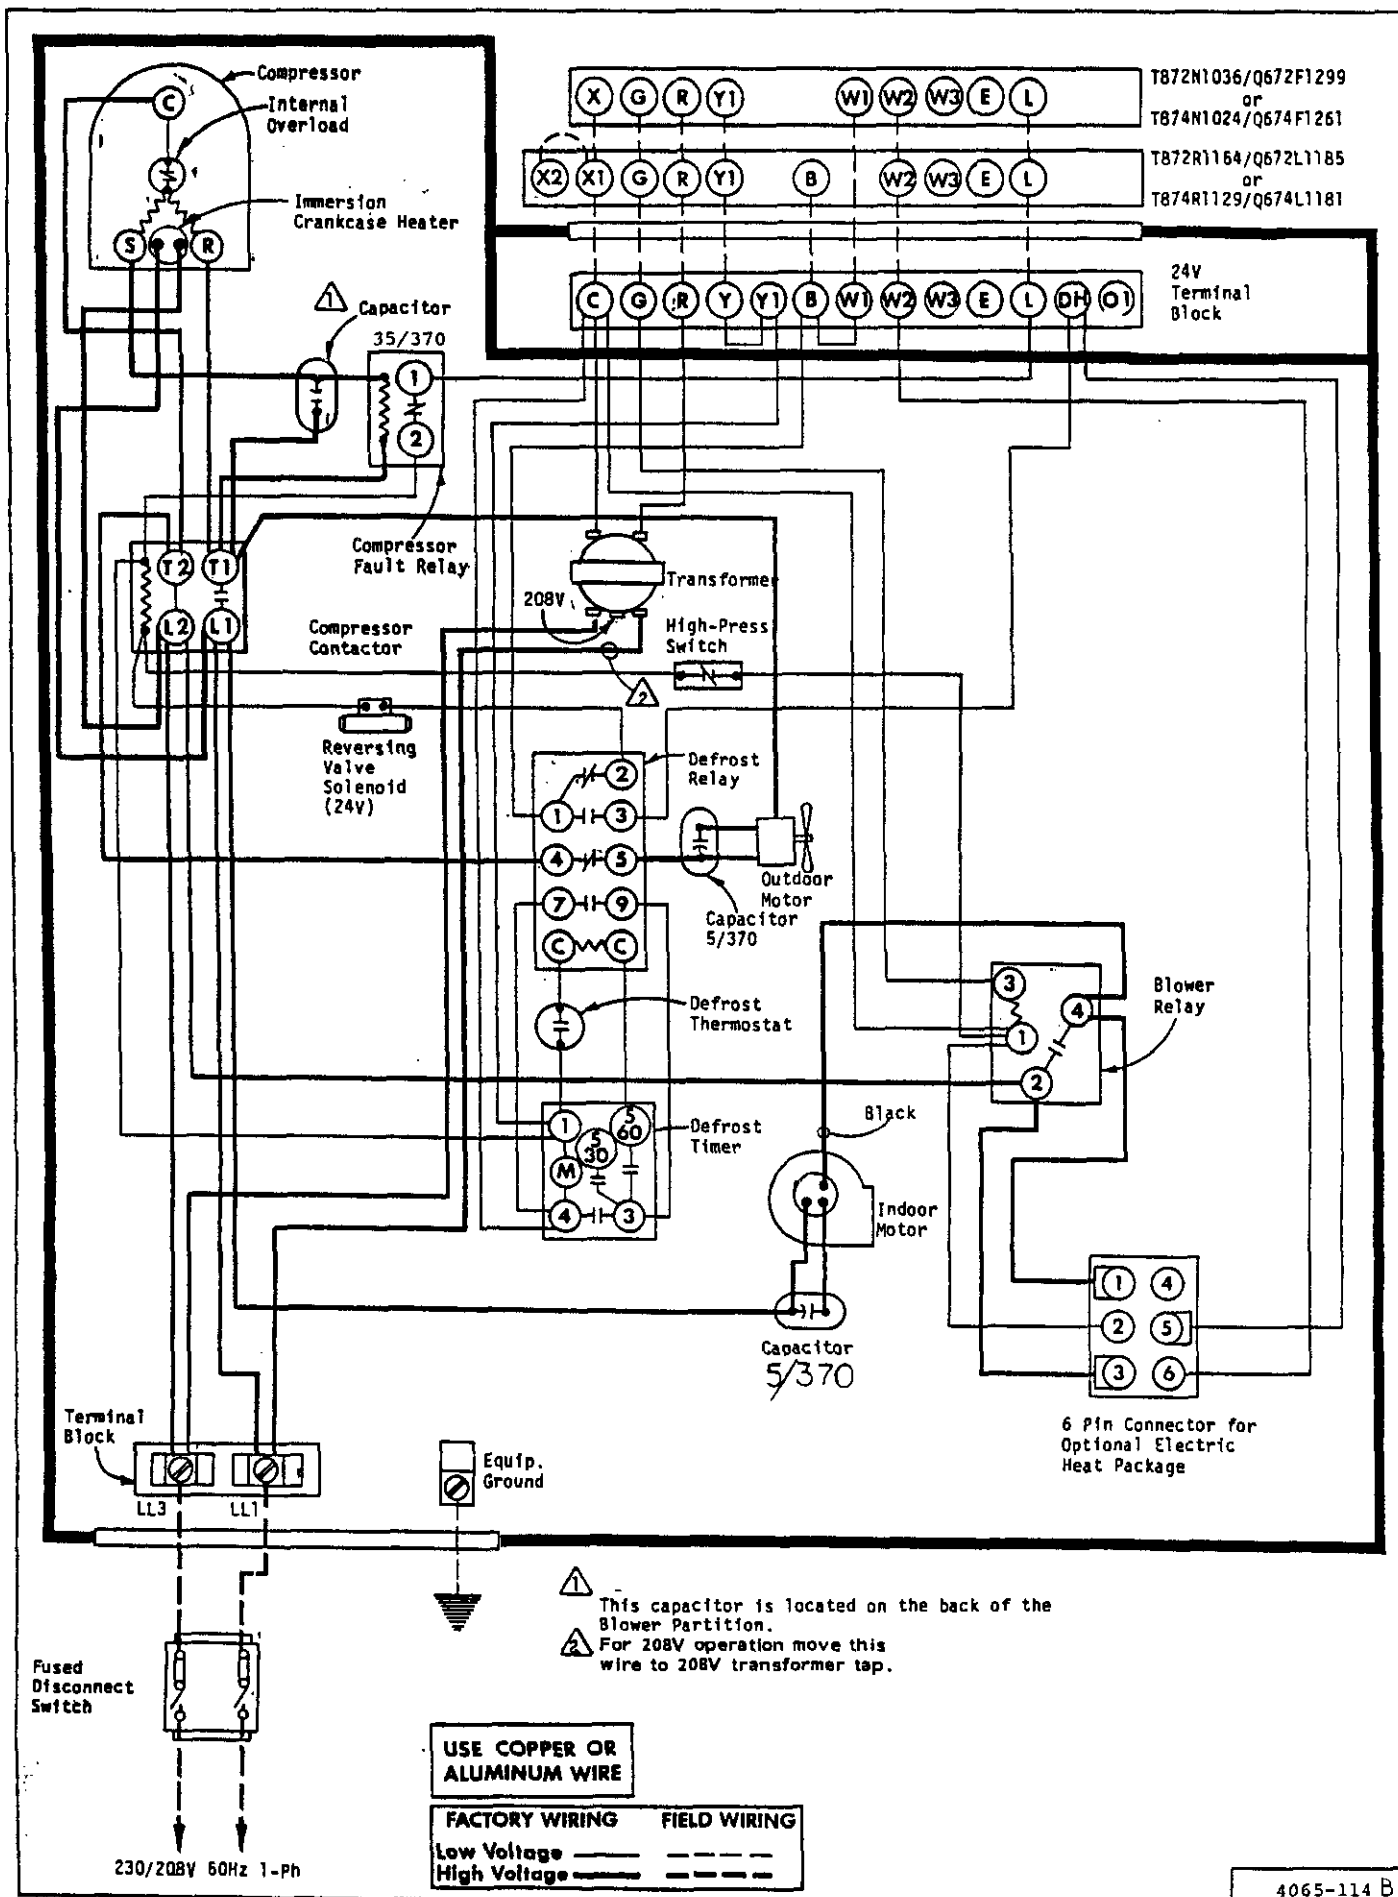 Compressor
Internal
Overload
Immersion
Crankcase Heater
C
S
R
X G R Y1 W1 W2 W3 E L
T872N1036/Q672F1299
or
T874N1024/Q674F1261
X2 X1 G R Y1 B W2 W3 E L
T872R1164/Q672L1185
or
T874R1129/Q674L1181
C G R Y Y1 B W1 W2 W3 E L DH (O1)
24V
Terminal
Block
1
Capacitor
35/370
1
2
Compressor
Fault Relay
T2 T1
L2 L1
Compressor
Contactor
Transformer
208V
High-Press
Switch
2
Reversing
Valve
Solenoid
(24V)
Defrost
Relay
2
1 3
4 5
7 9
C C
Outdoor
Motor
Capacitor
5/370
Defrost
Thermostat
3
4
1
2
Blower
Relay
1
5
60
5
30
M
4 3
Defrost
Timer
Black
Indoor
Motor
Capacitor
5/370
1 4
2 5
3 6
6 Pin Connector for
Optional Electric
Heat Package
Terminal
Block
LL3 LL1
Equip.
Ground
1
This capacitor is located on the back of the
Blower Partition.
2
For 208V operation move this
wire to 208V transformer tap.
Fused
Disconnect
Switch
230/208V 60Hz 1-Ph
USE COPPER OR
ALUMINUM WIRE
FACTORY WIRING FIELD WIRING
Low Voltage
High Voltage
4065-114 B